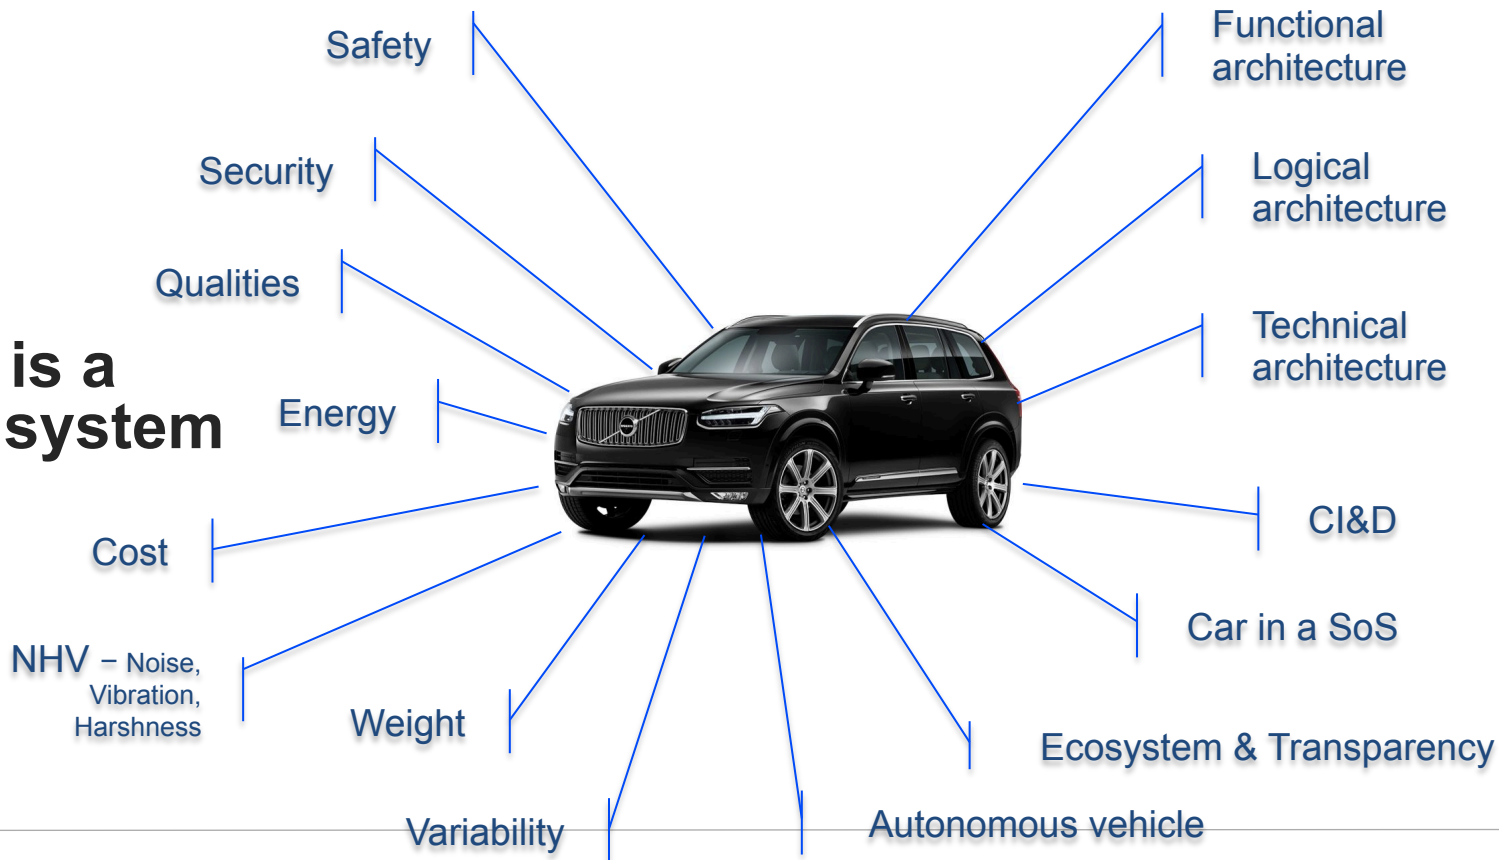 Safety
Functional
architecture
Security
Logical
architecture
Qualities
is a
system
Energy
Technical
architecture
Cost
CI&D
NHV – Noise,
Vibration,
Harshness
Car in a SoS
Weight
Ecosystem & Transparency
Variability
Autonomous vehicle